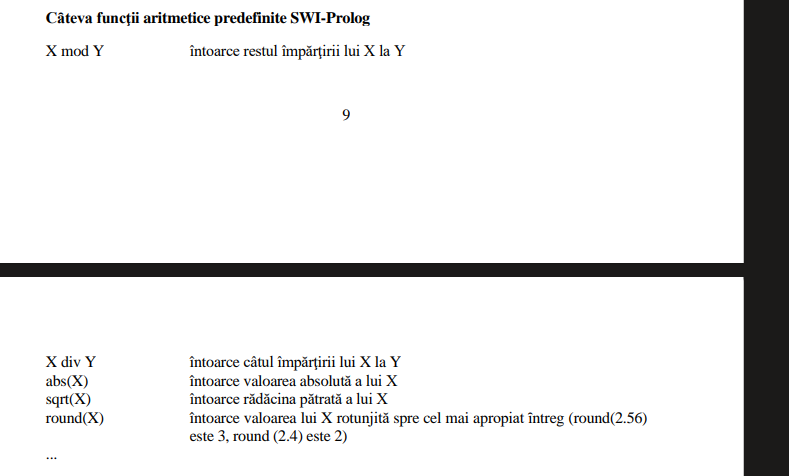 Câteva funcţii aritmetice predefinite SWI-Prolog
X mod Y întoarce restul împărţirii lui X la Y
9
X div Y întoarce câtul împărţirii lui X la Y
abs(X) întoarce valoarea absolută a lui X
sqrt(X) întoarce rădăcina pătrată a lui X
round(X) întoarce valoarea lui X rotunjită spre cel mai apropiat întreg (round(2.56)
este 3, round (2.4) este 2)
...